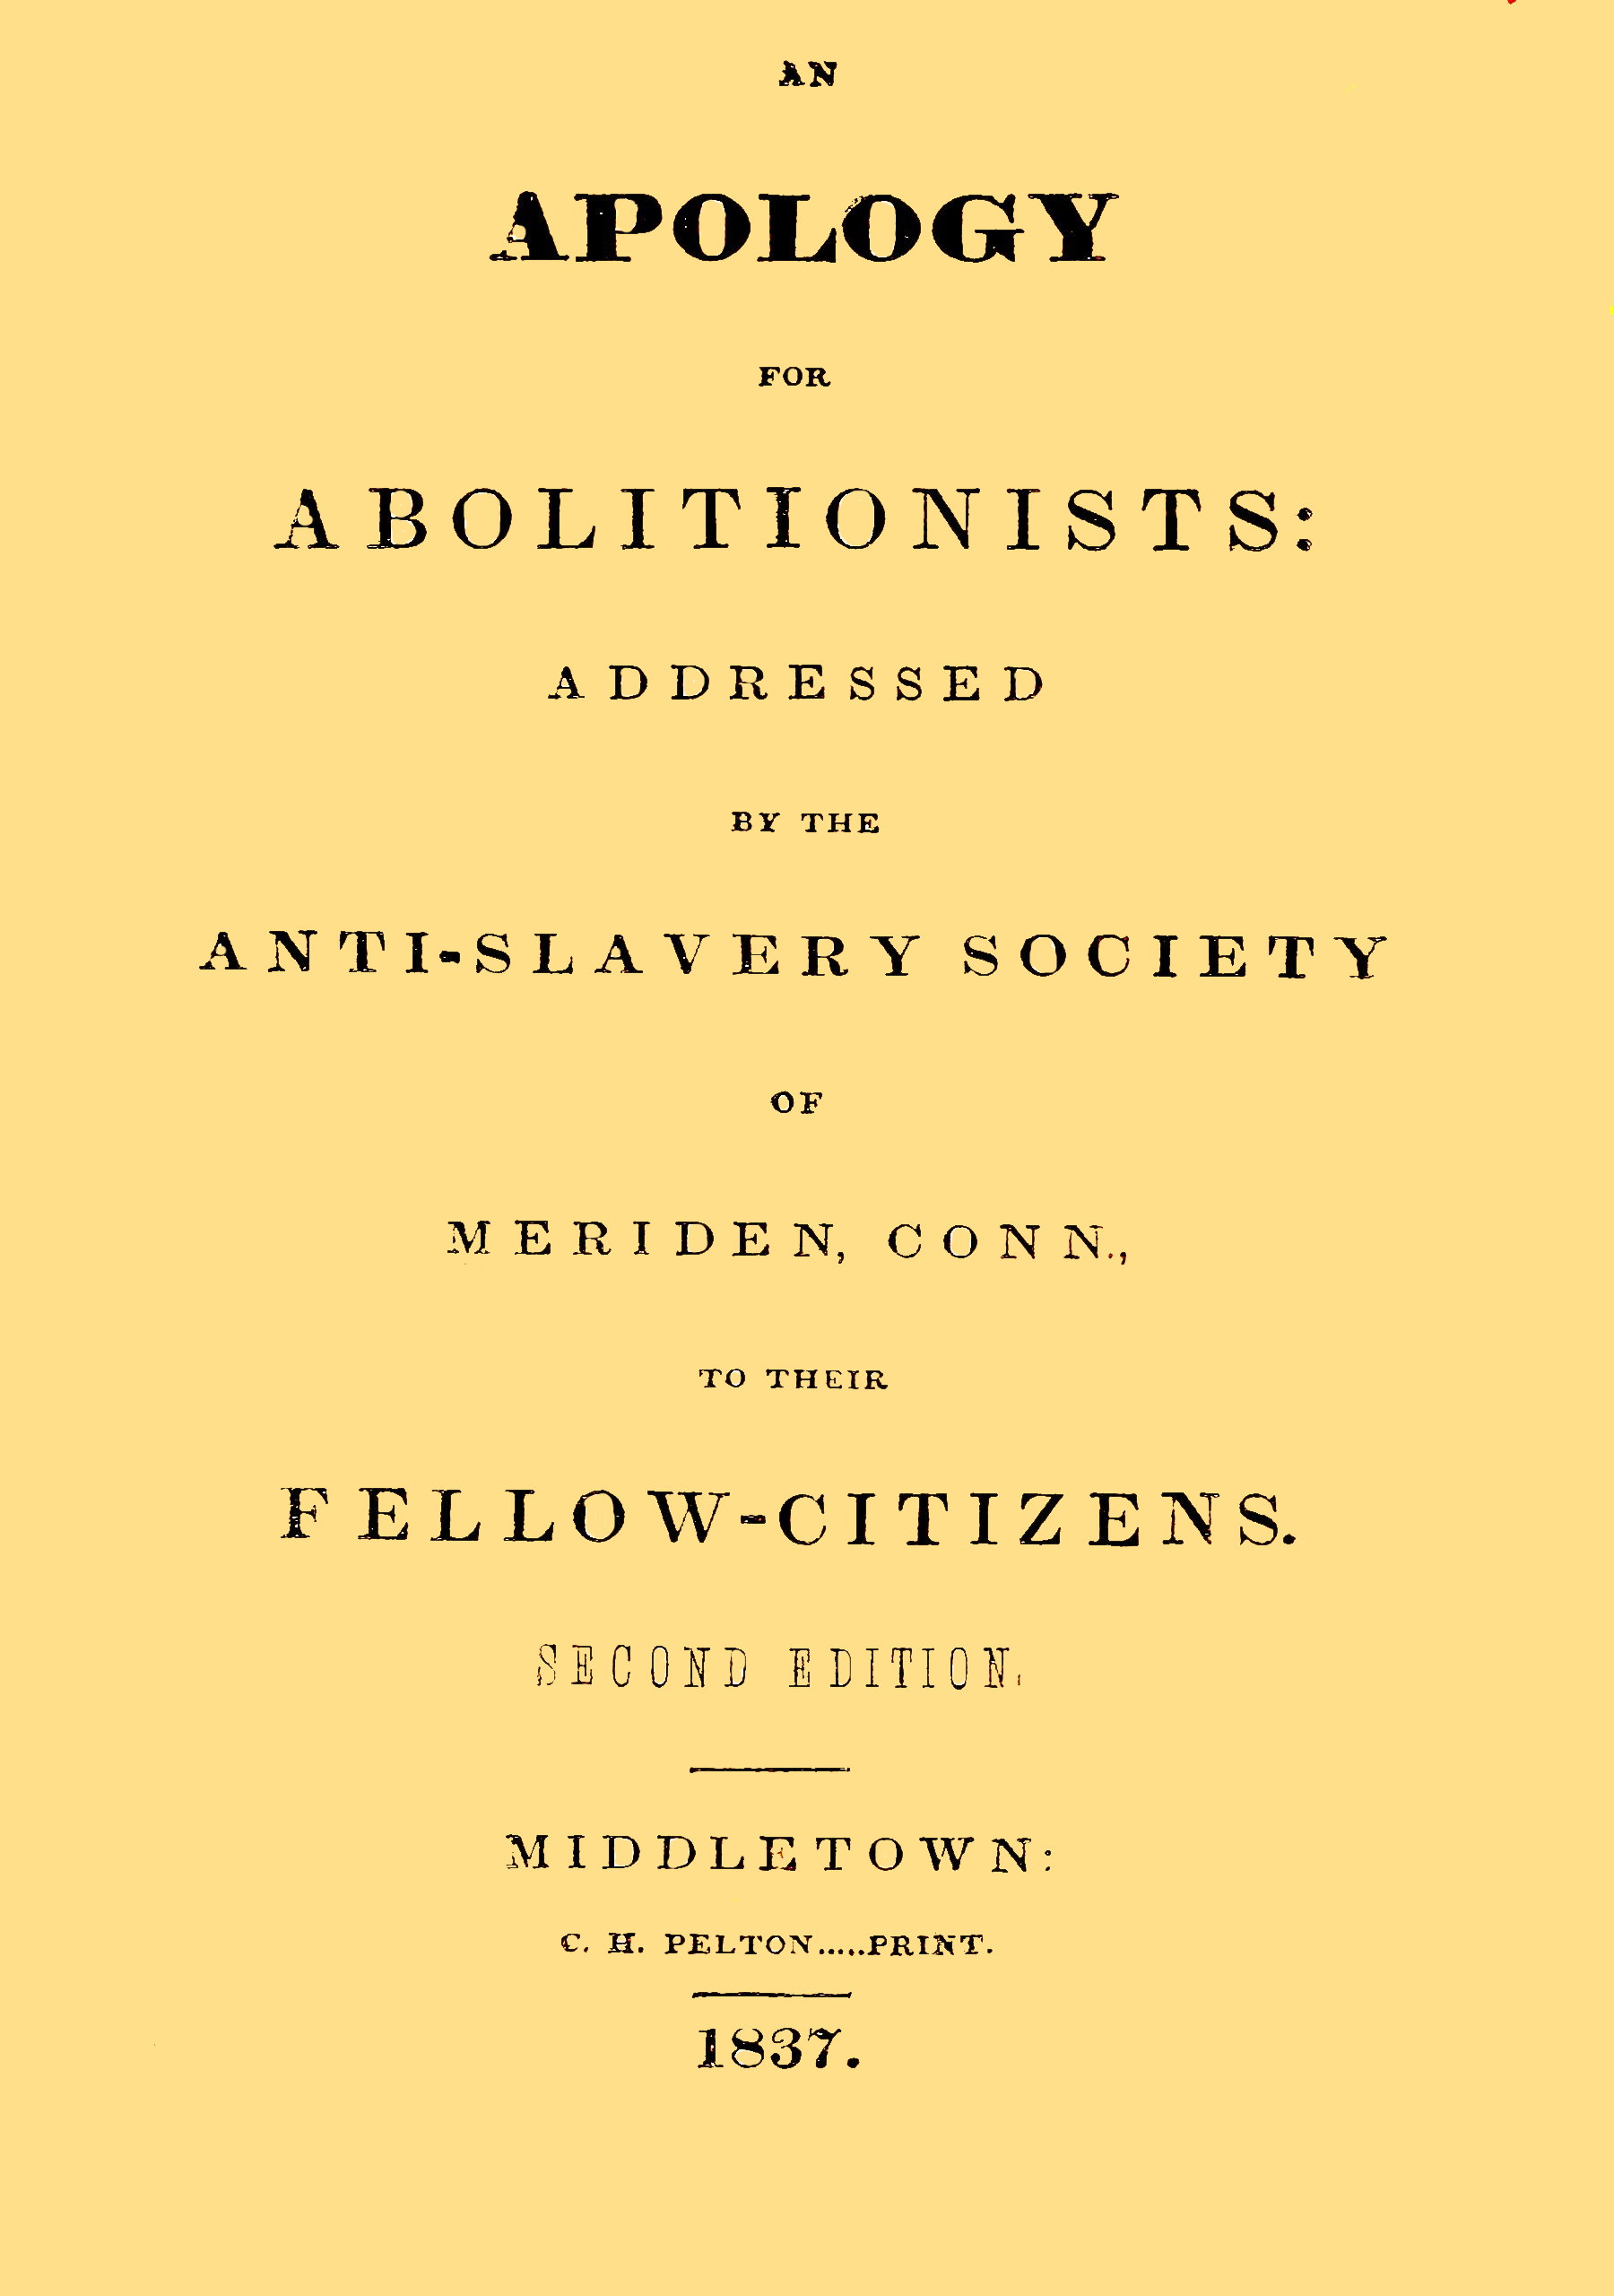 AN
APOLOGY
FOR
ABOLITIONISTS:
ADDRESSED
BY THE
ANTI-SLAVERY SOCIETY
OF
MERIDEN, CONN.,
TO THEIR
FELLOW-CITIZENS.
SECOND EDITION.
MIDDLETOWN:
C. H. PELTON.....PRINT.
1837.